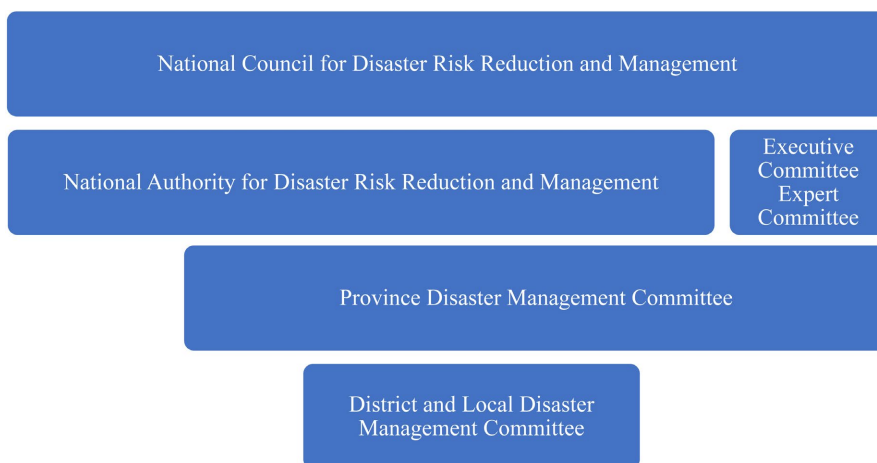 National Council for Disaster Risk Reduction and Management
National Authority for Disaster Risk Reduction and Management
Executive
Committee
Expert
Committee
Province Disaster Management Committee
District and Local Disaster
Management Committee